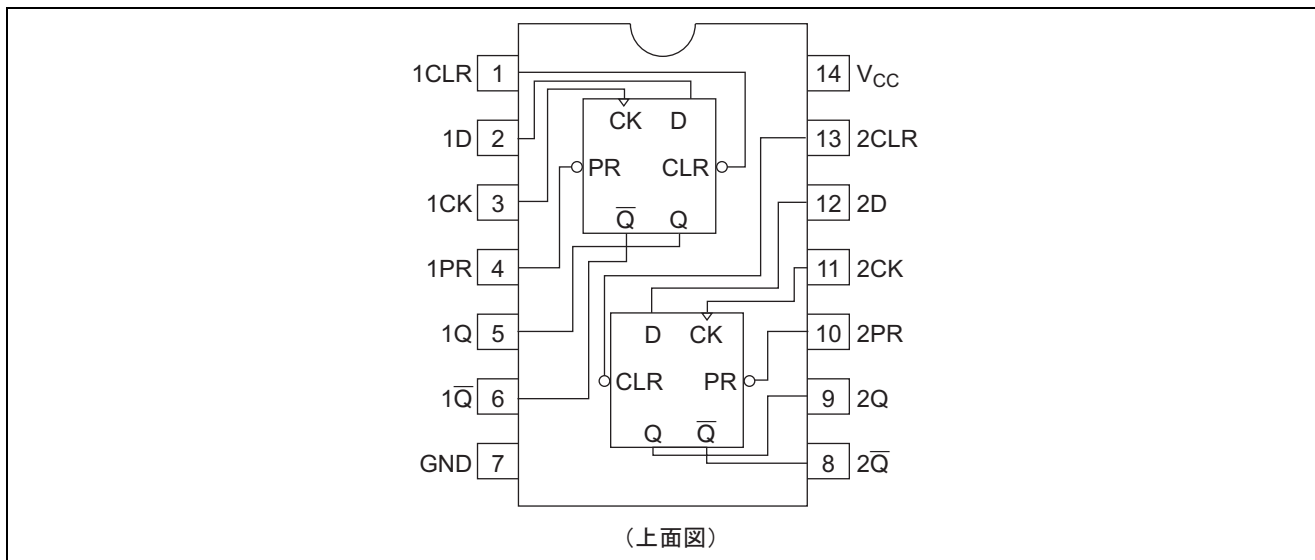 1CLR 1
14 V_CC
CK D
1D 2
13 2CLR
PR CLR
1CK 3
12 2D
Q̅ Q
1PR 4
11 2CK
1Q 5
D CK
10 2PR
CLR PR
1Q̅ 6
9 2Q
Q Q̅
GND 7
8 2Q̅
(上面図)